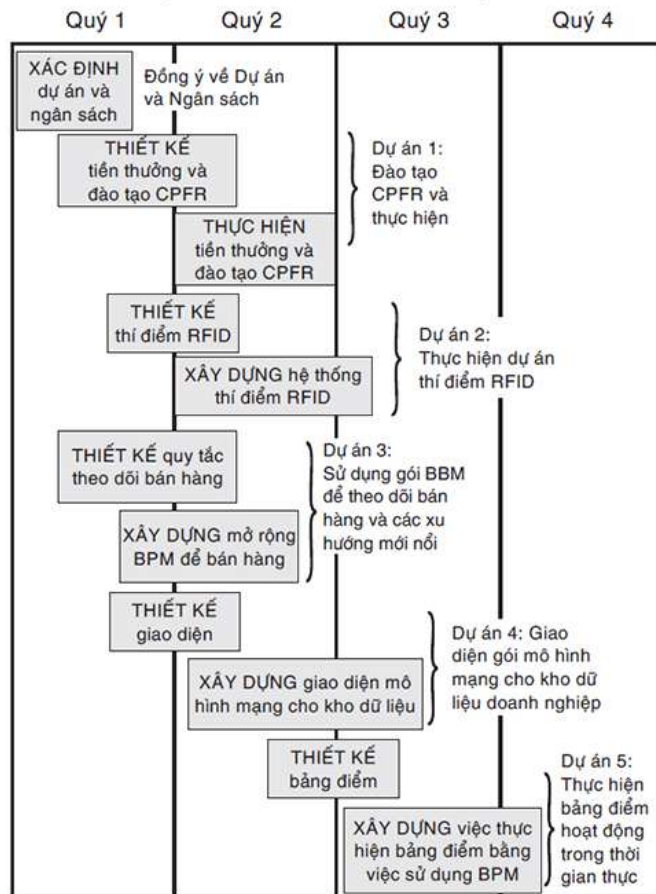 Quý 1 Quý 2 Quý 3 Quý 4
XÁC ĐỊNH
dự án và
ngân sách
Đồng ý về Dự án
và Ngân sách
THIẾT KẾ
tiền thưởng và
đào tạo CPFR
THỰC HIỆN
tiền thưởng và
đào tạo CPFR
Dự án 1:
Đào tạo
CPFR và
thực hiện
THIẾT KẾ
thí điểm RFID
XÂY DỰNG hệ thống
thí điểm RFID
Dự án 2:
Thực hiện dự án
thí điểm RFID
THIẾT KẾ quy tắc
theo dõi bán hàng
XÂY DỰNG mở rộng
BPM để bán hàng
Dự án 3:
Sử dụng gói BBM
để theo dõi bán
hàng và các xu
hướng mới nổi
THIẾT KẾ
giao diện
XÂY DỰNG giao diện mô
hình mạng cho kho dữ liệu
Dự án 4: Giao
diện gói mô hình
mạng cho kho dữ
liệu doanh nghiệp
THIẾT KẾ
bảng điểm
XÂY DỰNG việc thực
hiện bảng điểm bằng
việc sử dụng BPM
Dự án 5:
Thực hiện
bảng điểm
hoạt động
trong thời
gian thực